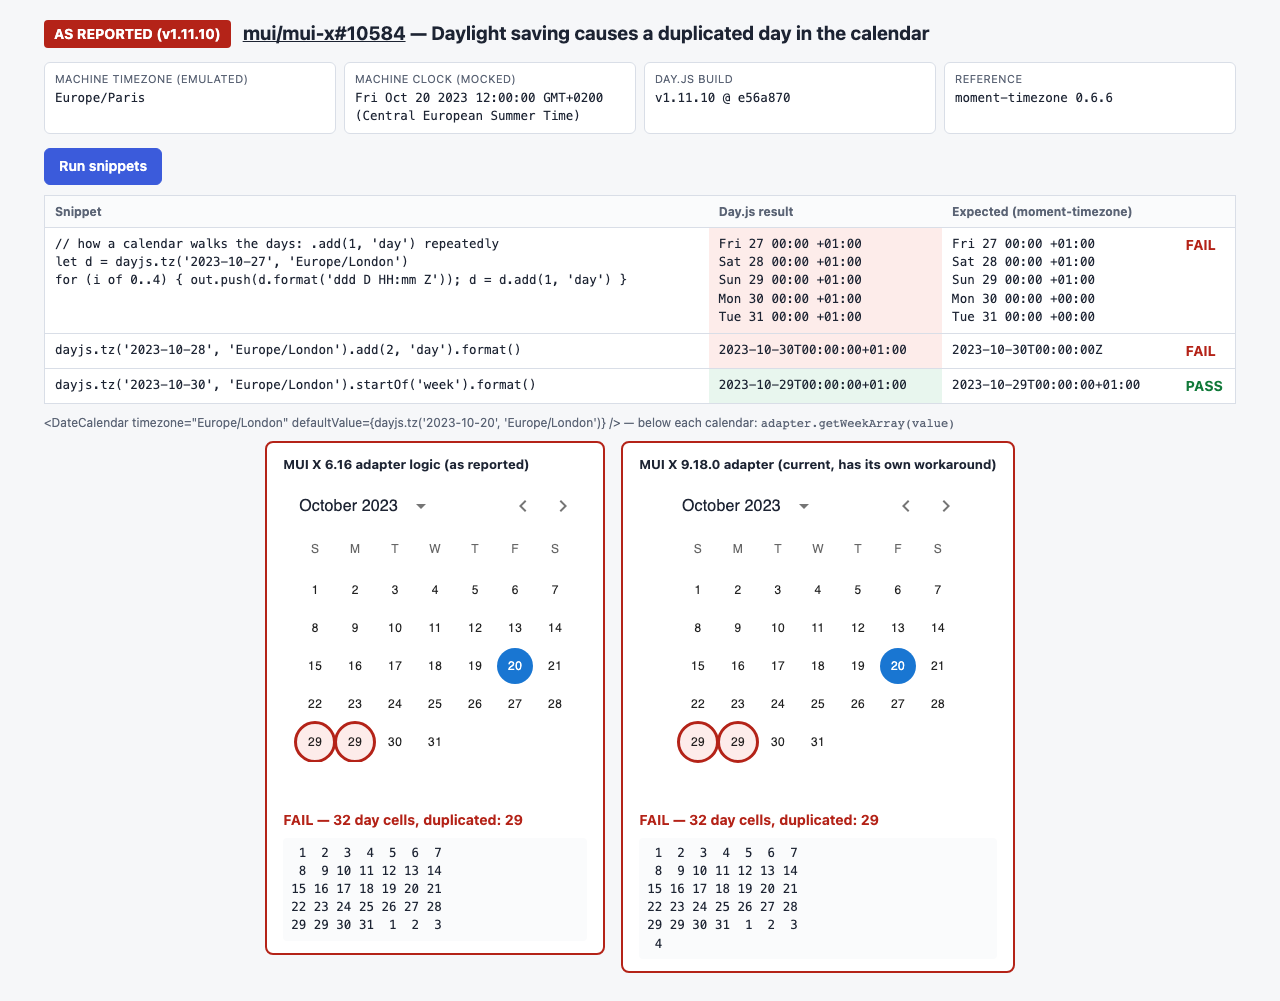 AS REPORTED (v1.11.10) mui/mui-x#10584 — Daylight saving causes a duplicated day in the calendar
MACHINE TIMEZONE (EMULATED)
Europe/Paris
MACHINE CLOCK (MOCKED)
Fri Oct 20 2023 12:00:00 GMT+0200
(Central European Summer Time)
DAY.JS BUILD
v1.11.10 @ e56a870
REFERENCE
moment-timezone 0.6.6
Run snippets
Snippet Day.js result Expected (moment-timezone)
// how a calendar walks the days: .add(1, 'day') repeatedly
let d = dayjs.tz('2023-10-27', 'Europe/London')
for (i of 0..4) { out.push(d.format('ddd D HH:mm Z')); d = d.add(1, 'day') }
Fri 27 00:00 +01:00
Sat 28 00:00 +01:00
Sun 29 00:00 +01:00
Mon 30 00:00 +01:00
Tue 31 00:00 +01:00
Fri 27 00:00 +01:00
Sat 28 00:00 +01:00
Sun 29 00:00 +01:00
Mon 30 00:00 +00:00
Tue 31 00:00 +00:00
FAIL
dayjs.tz('2023-10-28', 'Europe/London').add(2, 'day').format() 2023-10-30T00:00:00+01:00 2023-10-30T00:00:00Z FAIL
dayjs.tz('2023-10-30', 'Europe/London').startOf('week').format() 2023-10-29T00:00:00+01:00 2023-10-29T00:00:00+01:00 PASS
<DateCalendar timezone="Europe/London" defaultValue={dayjs.tz('2023-10-20', 'Europe/London')} /> — below each calendar: adapter.getWeekArray(value)
MUI X 6.16 adapter logic (as reported)
October 2023
S M T W T F S
1 2 3 4 5 6 7
8 9 10 11 12 13 14
15 16 17 18 19 20 21
22 23 24 25 26 27 28
29 29 30 31
FAIL — 32 day cells, duplicated: 29
1 2 3 4 5 6 7
8 9 10 11 12 13 14
15 16 17 18 19 20 21
22 23 24 25 26 27 28
29 29 30 31 1 2 3
MUI X 9.18.0 adapter (current, has its own workaround)
October 2023
S M T W T F S
1 2 3 4 5 6 7
8 9 10 11 12 13 14
15 16 17 18 19 20 21
22 23 24 25 26 27 28
29 29 30 31
FAIL — 32 day cells, duplicated: 29
1 2 3 4 5 6 7
8 9 10 11 12 13 14
15 16 17 18 19 20 21
22 23 24 25 26 27 28
29 29 30 31 1 2 3
4